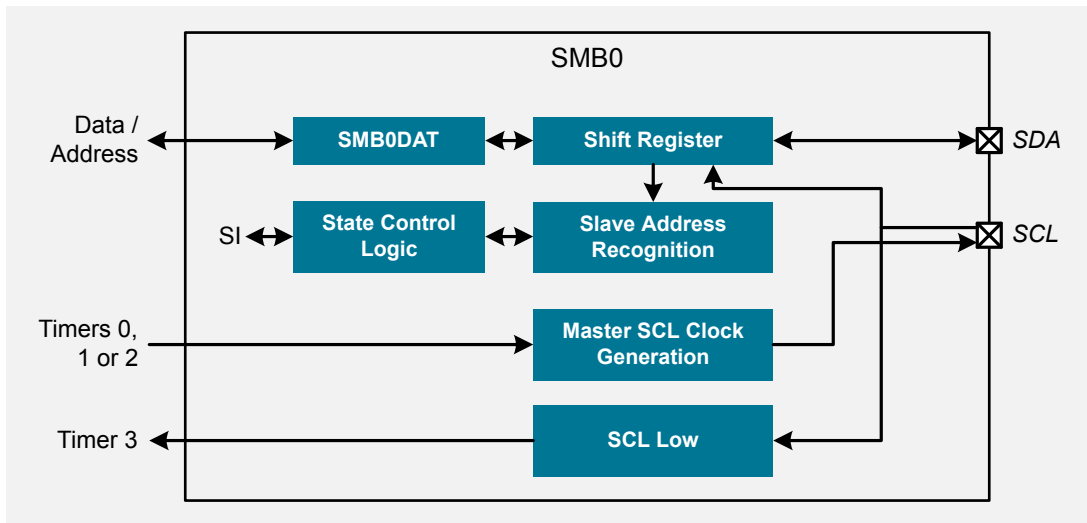 SMB0
Data /
Address
SMB0DAT
Shift Register
SDA
SI
State Control
Logic
Slave Address
Recognition
SCL
Timers 0,
1 or 2
Master SCL Clock
Generation
Timer 3
SCL Low